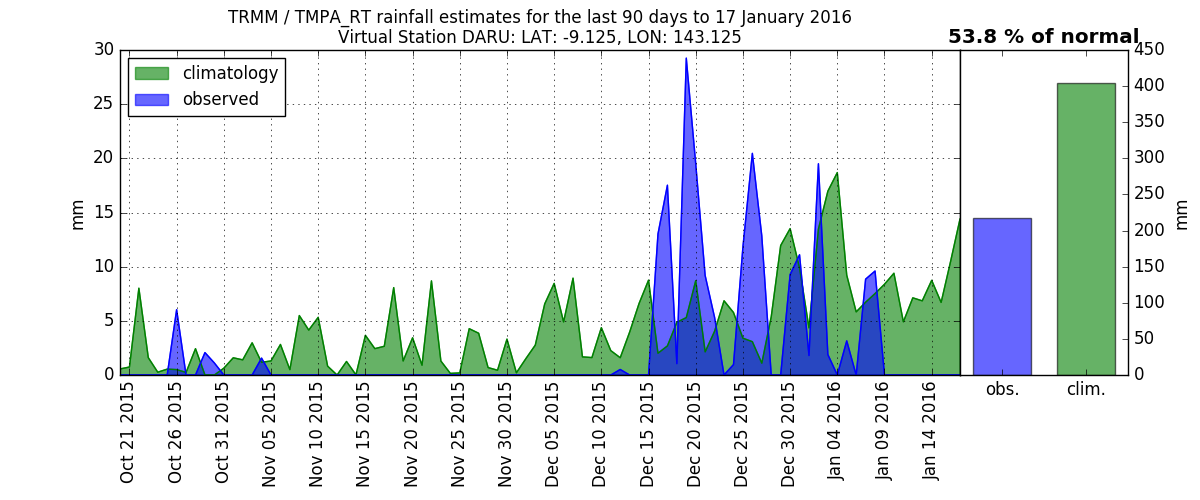 TRMM / TMPA_RT rainfall estimates for the last 90 days to 17 January 2016
Virtual Station DARU: LAT: -9.125, LON: 143.125
53.8 % of normal
climatology
observed
30
25
20
15
10
5
0
mm
Oct 21 2015
Oct 26 2015
Oct 31 2015
Nov 05 2015
Nov 10 2015
Nov 15 2015
Nov 20 2015
Nov 25 2015
Nov 30 2015
Dec 05 2015
Dec 10 2015
Dec 15 2015
Dec 20 2015
Dec 25 2015
Dec 30 2015
Jan 04 2016
Jan 09 2016
Jan 14 2016
450
400
350
300
250
200
150
100
50
0
mm
obs.
clim.